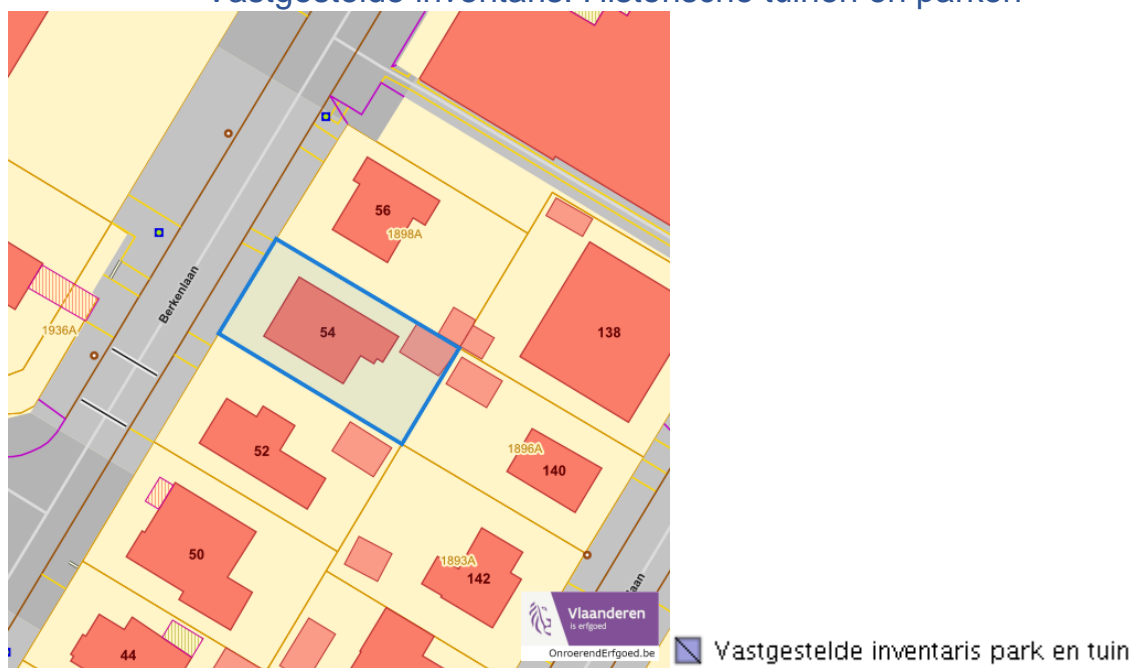 Vastgestelde inventaris: Historische tuinen en parken
56
1898A
Berkenlaan
54
138
1936A
52
1896A
140
50
1893A
142
laan
44
Vlaanderen
is erfgoed
OnroerendErfgoed.be
Vastgestelde inventaris park en tuin